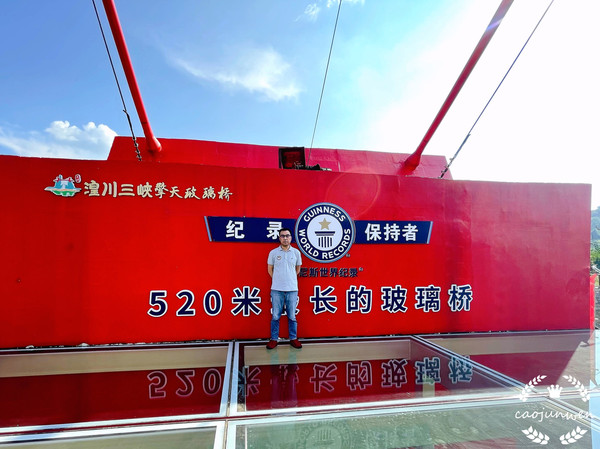 湟川三峡擎天玻璃桥
纪录 保持者
GUINNESS
WORLD RECORDS
尼斯世界纪录
520米 长的玻璃桥
caojunwen